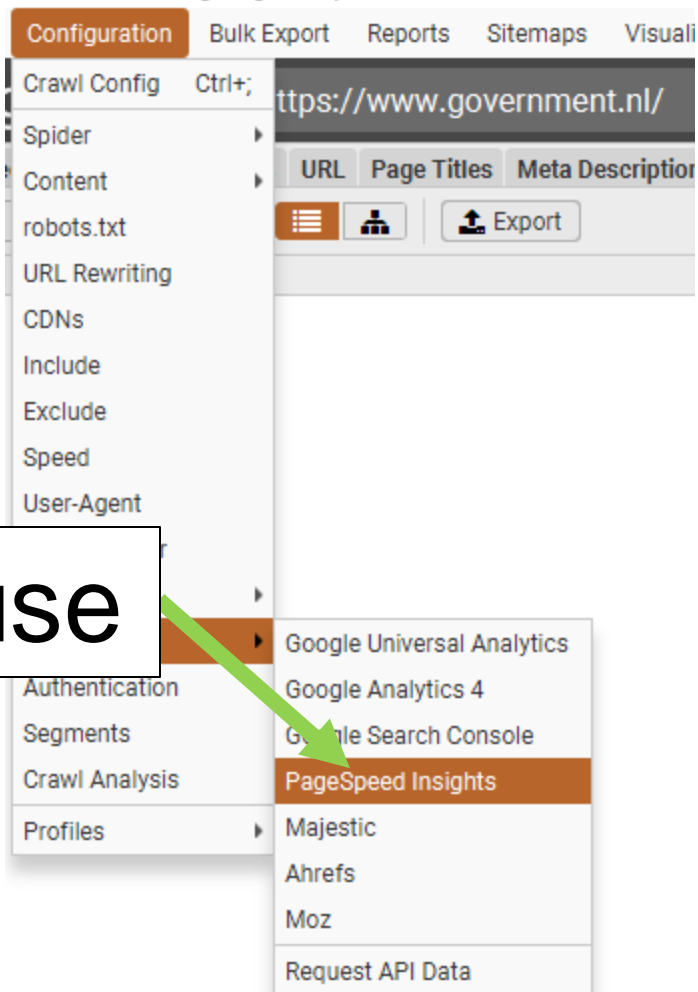 Configuration Bulk Export Reports Sitemaps
Crawl Config Ctrl+; ttps://www.government.nl/
Spider
URL Page Titles Meta Description
Content
robots.txt Export
URL Rewriting
CDNs
Include
Exclude
Speed
User-Agent
use
Google Universal Analytics
Authentication Google Analytics 4
Segments
Crawl Analysis PageSpeed Insights
Profiles Majestic
Ahrefs
Moz
Request API Data